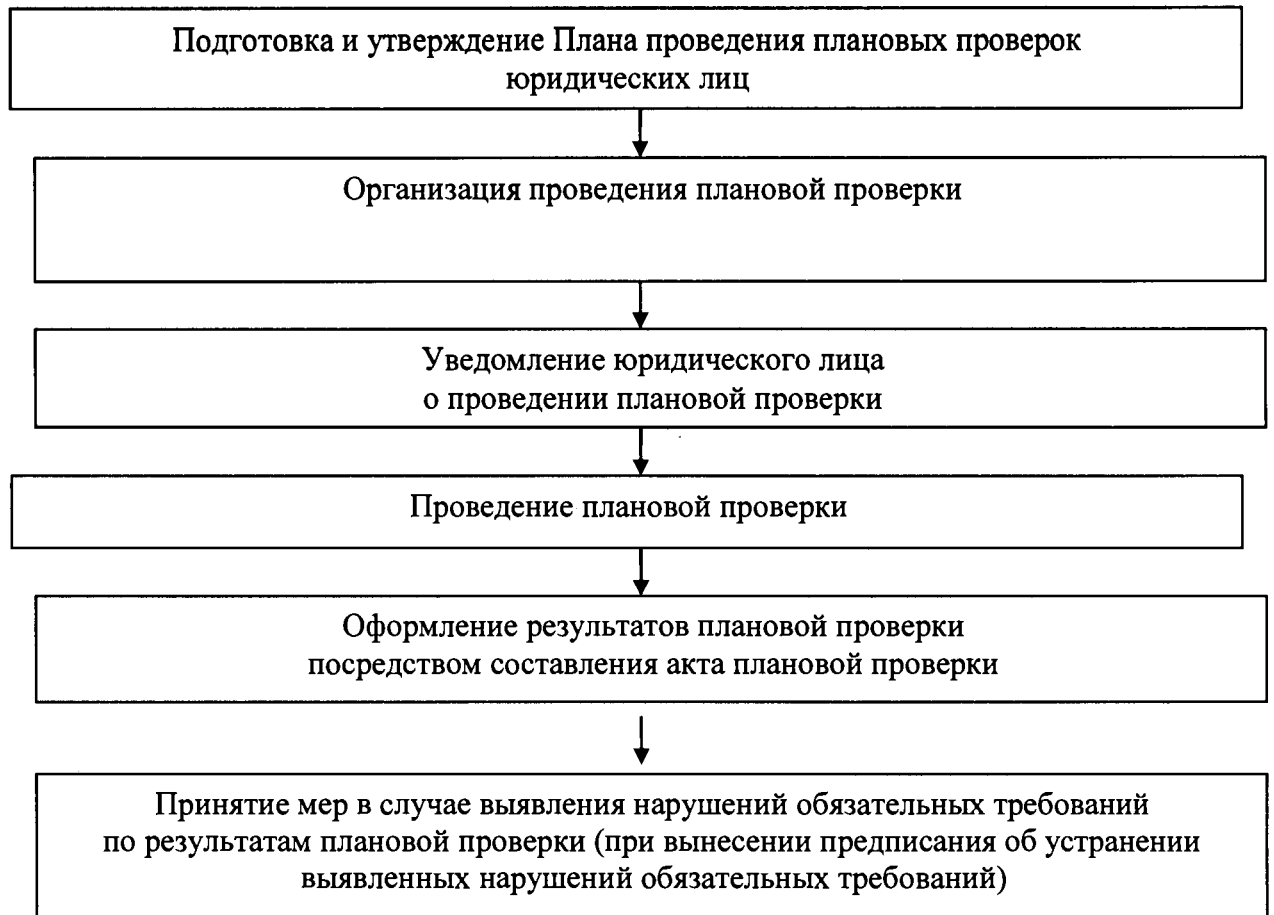 Подготовка и утверждение Плана проведения плановых проверок
юридических лиц
Организация проведения плановой проверки
Уведомление юридического лица
о проведении плановой проверки
Проведение плановой проверки
Оформление результатов плановой проверки
посредством составления акта плановой проверки
Принятие мер в случае выявления нарушений обязательных требований
по результатам плановой проверки (при вынесении предписания об устранении
выявленных нарушений обязательных требований)